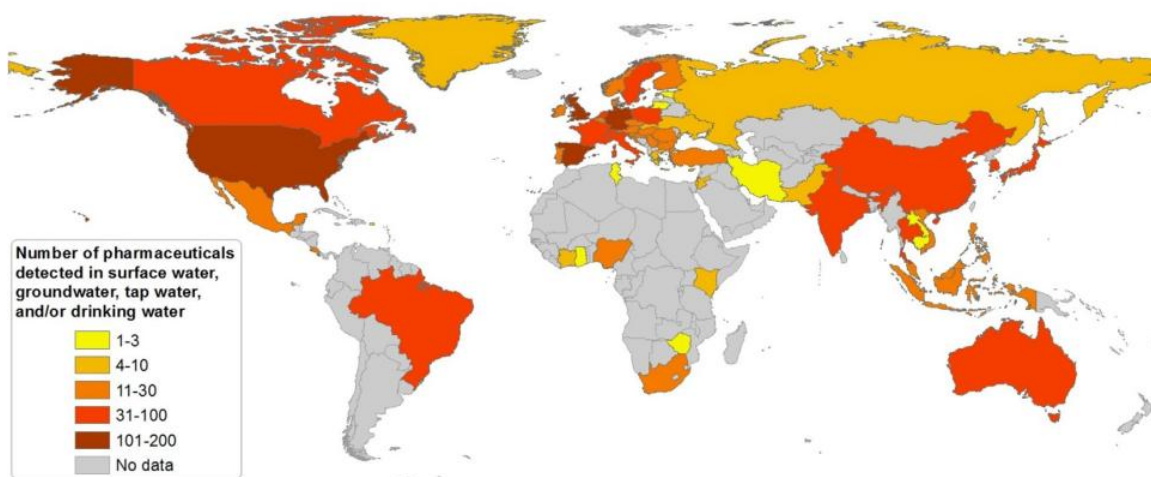 Number of pharmaceuticals
detected in surface water,
groundwater, tap water,
and/or drinking water
1-3
4-10
11-30
31-100
101-200
No data